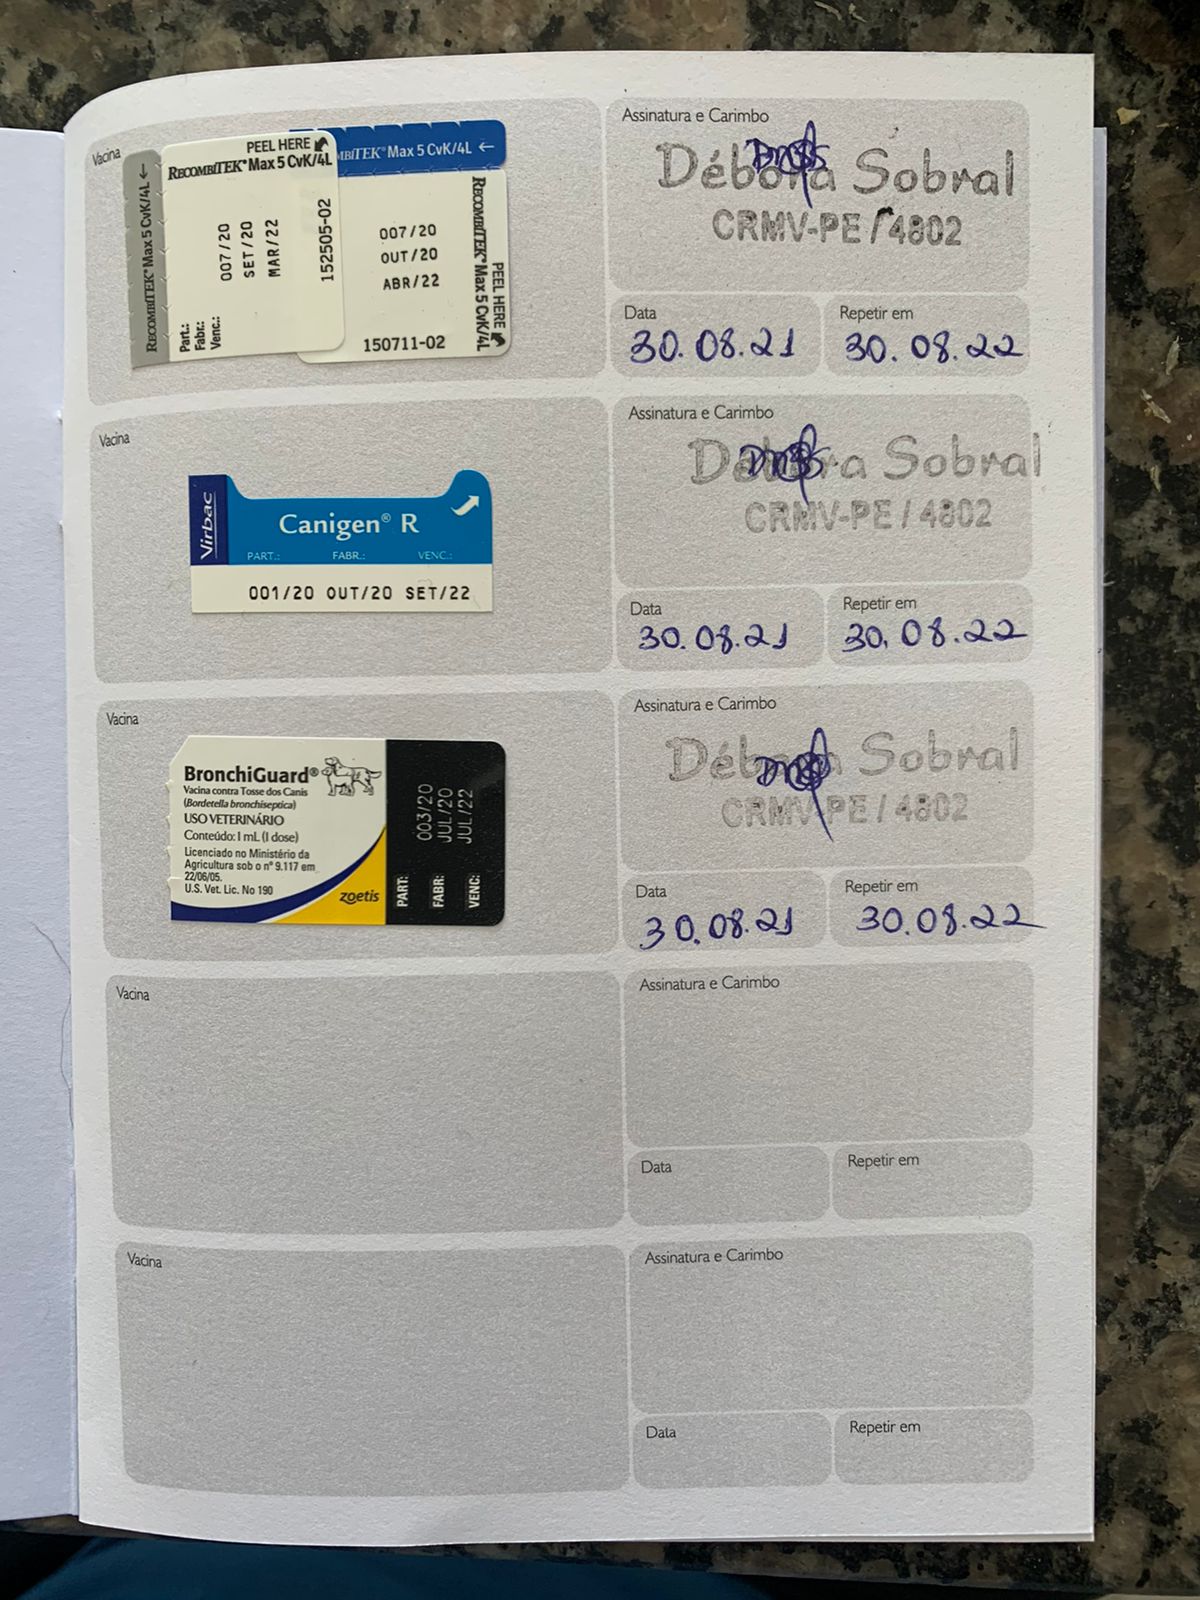 Vacina
RECOMBITEK® Max 5 CvK/4L ←
PEEL HERE
RECOMBITEK® Max 5 CvK/4L
Part.: 007/20
Fabr.: SET/20
Venc.: MAR/22
152505-02
MBITEK® Max 5 CvK/4L ←
007/20
OUT/20
ABR/22
150711-02
PEEL HERE
RECOMBITEK® Max 5 CvK/4L
Assinatura e Carimbo
Débora Sobral
CRMV-PE / 4802
Data
30.08.21
Repetir em
30.08.22
Vacina
Virbac
Canigen® R
PART.: FABR.: VENC.:
001/20 OUT/20 SET/22
Assinatura e Carimbo
Débora Sobral
CRMV-PE / 4802
Data
30.08.21
Repetir em
30.08.22
Vacina
BronchiGuard®
Vacina contra Tosse dos Canis
(Bordetella bronchiseptica)
USO VETERINÁRIO
Conteúdo: 1 mL (1 dose)
Licenciado no Ministério da
Agricultura sob o nº 9.117 em
22/06/05.
U.S. Vet. Lic. No 190
zoetis
PART: 003/20
FABR: JUL/20
VENC: JUL/22
Assinatura e Carimbo
Débora Sobral
CRMV-PE / 4802
Data
30.08.21
Repetir em
30.08.22
Vacina
Assinatura e Carimbo
Data
Repetir em
Vacina
Assinatura e Carimbo
Data
Repetir em